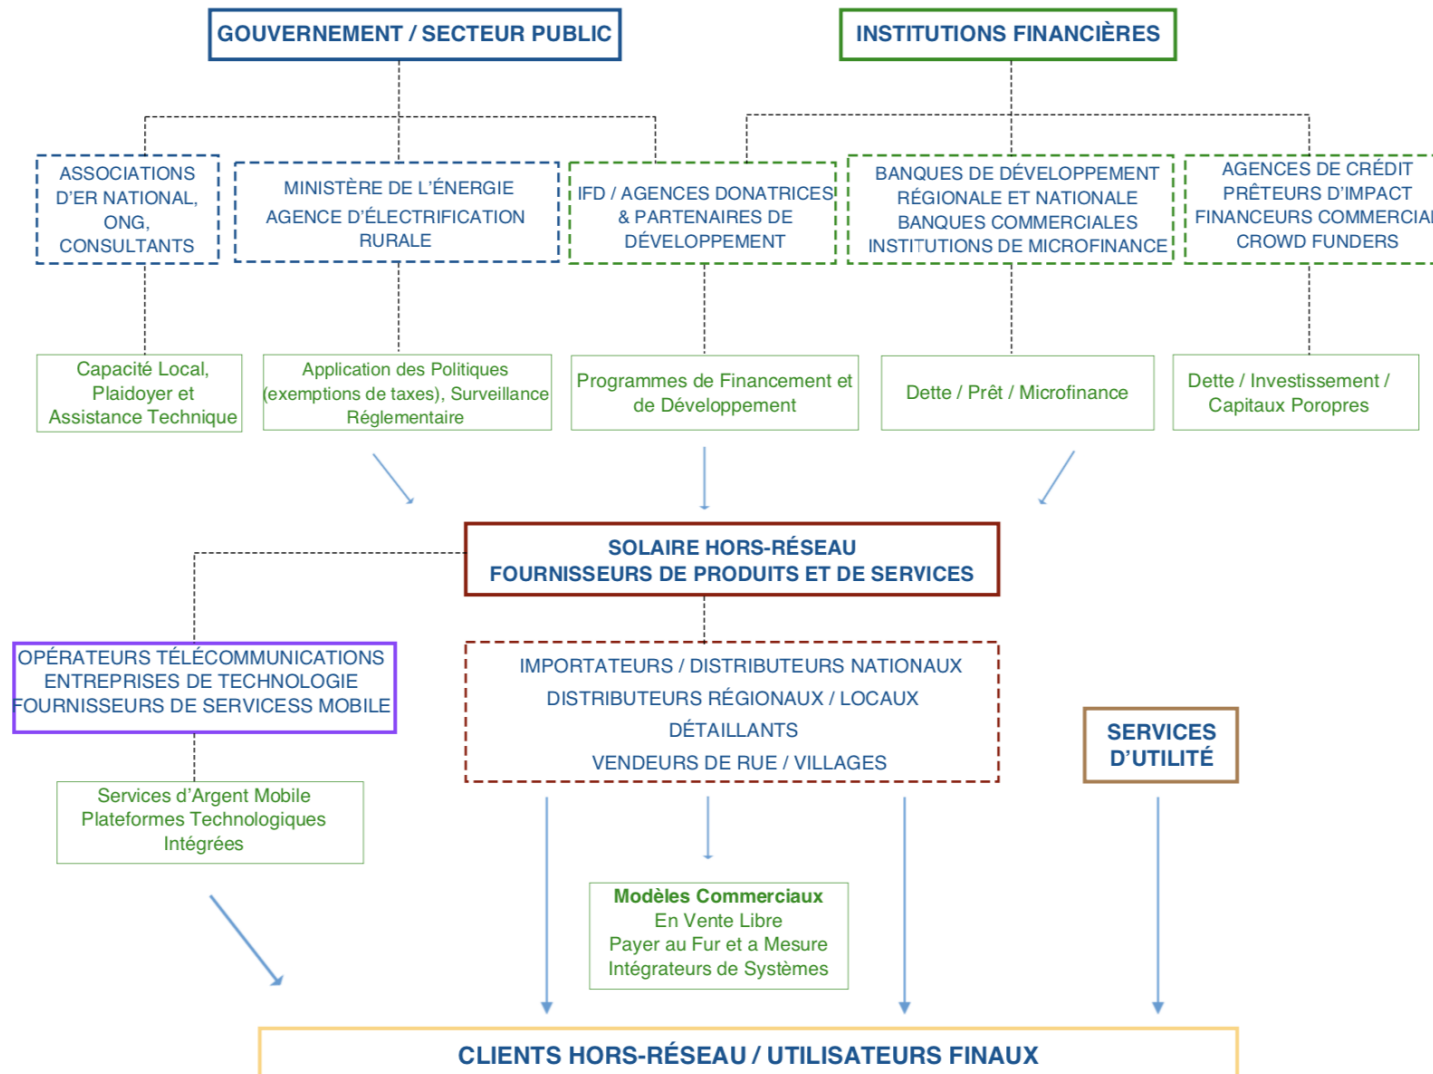 GOUVERNEMENT / SECTEUR PUBLIC
INSTITUTIONS FINANCIÈRES
ASSOCIATIONS
D'ER NATIONAL,
ONG,
CONSULTANTS
MINISTÈRE DE L'ÉNERGIE
AGENCE D'ÉLECTRIFICATION
RURALE
IFD / AGENCES DONATRICES
& PARTENAIRES DE
DÉVELOPPEMENT
BANQUES DE DÉVELOPPEMENT
RÉGIONALE ET NATIONALE
BANQUES COMMERCIALES
INSTITUTIONS DE MICROFINANCE
AGENCES DE CRÉDIT
PRÊTEURS D'IMPACT
FINANCEURS COMMERCIAL
CROWD FUNDERS
Capacité Local,
Plaidoyer et
Assistance Technique
Application des Politiques
(exemptions de taxes), Surveillance
Réglementaire
Programmes de Financement et
de Développement
Dette / Prêt / Microfinance
Dette / Investissement /
Capitaux Poropres
SOLAIRE HORS-RÉSEAU
FOURNISSEURS DE PRODUITS ET DE SERVICES
OPÉRATEURS TÉLÉCOMMUNICATIONS
ENTREPRISES DE TECHNOLOGIE
FOURNISSEURS DE SERVICESS MOBILE
IMPORTATEURS / DISTRIBUTEURS NATIONAUX
DISTRIBUTEURS RÉGIONAUX / LOCAUX
DÉTAILLANTS
VENDEURS DE RUE / VILLAGES
SERVICES
D'UTILITÉ
Services d'Argent Mobile
Plateformes Technologiques
Intégrées
Modèles Commerciaux
En Vente Libre
Payer au Fur et a Mesure
Intégrateurs de Systèmes
CLIENTS HORS-RÉSEAU / UTILISATEURS FINAUX